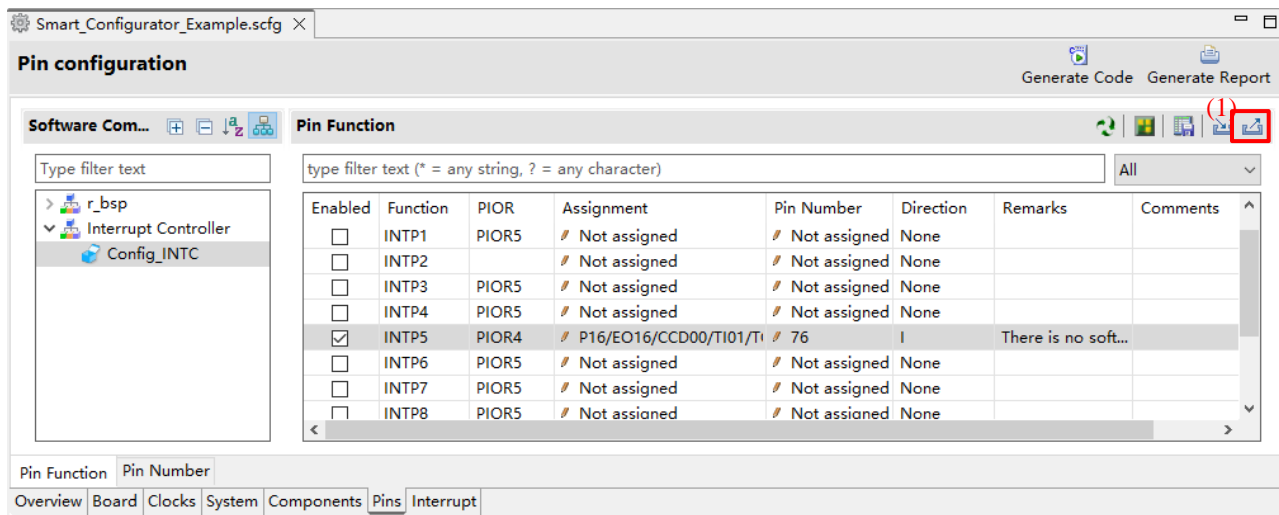 Smart_Configurator_Example.scfg
Pin configuration
Generate Code Generate Report
(1)
Software Com...
Pin Function
Type filter text
type filter text (* = any string, ? = any character)
All
r_bsp
Interrupt Controller
Config_INTC
Enabled Function PIOR Assignment Pin Number Direction Remarks Comments
INTP1 PIOR5 Not assigned Not assigned None
INTP2 Not assigned Not assigned None
INTP3 PIOR5 Not assigned Not assigned None
INTP4 PIOR5 Not assigned Not assigned None
INTP5 PIOR4 P16/EO16/CCD00/TI01/T 76 I There is no soft...
INTP6 PIOR5 Not assigned Not assigned None
INTP7 PIOR5 Not assigned Not assigned None
INTP8 PIOR5 Not assigned Not assigned None
Pin Function Pin Number
Overview Board Clocks System Components Pins Interrupt